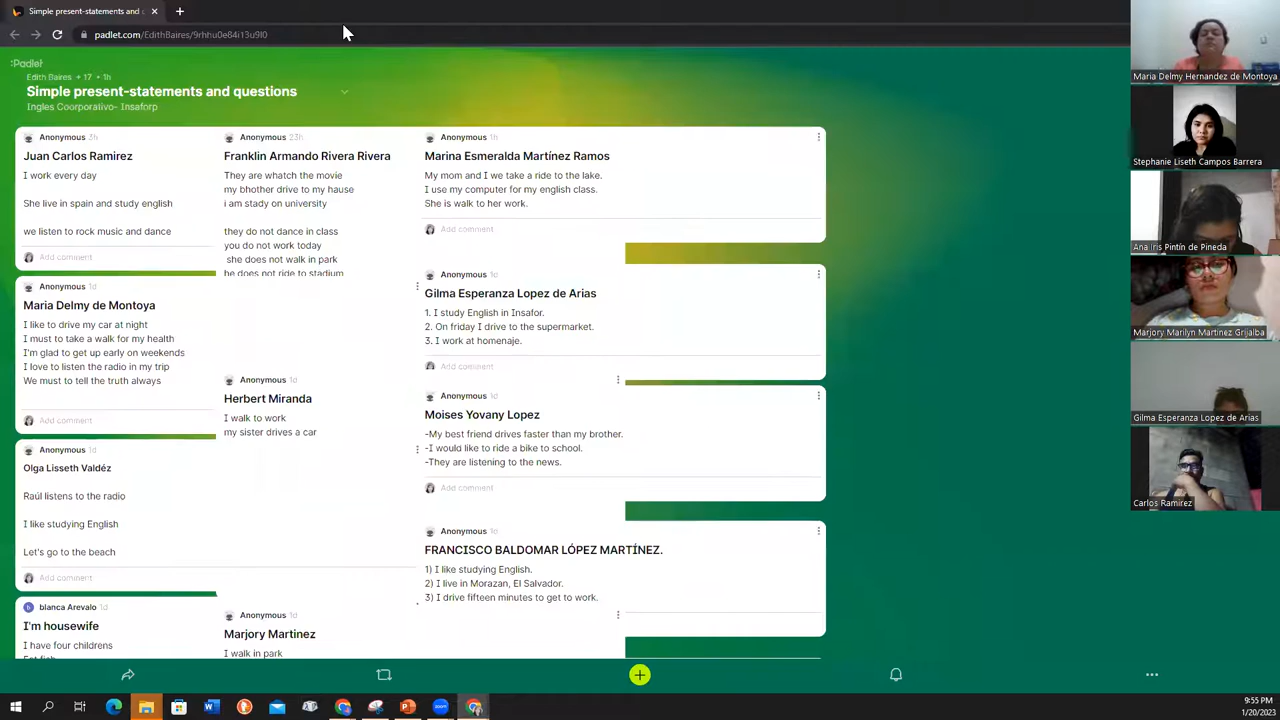 Simple present-statements and
padlet.com/EdithBaires/9rhhu0e84i13u9l0
:Padlet
Edith Baires + 17 • 1h
Simple present-statements and questions
Ingles Coorporativo- Insaforp
Anonymous 3h
Juan Carlos Ramirez
I work every day
She live in spain and study english
we listen to rock music and dance
Add comment
Anonymous 1d
Maria Delmy de Montoya
I like to drive my car at night
I must to take a walk for my health
I'm glad to get up early on weekends
I love to listen the radio in my trip
We must to tell the truth always
Add comment
Anonymous 1d
Olga Lisseth Valdéz
Raúl listens to the radio
I like studying English
Let's go to the beach
Add comment
blanca Arevalo 1d
I'm housewife
I have four childrens
Eat fish
Anonymous 23h
Franklin Armando Rivera Rivera
They are whatch the movie
my bhother drive to my hause
i am stady on university
they do not dance in class
you do not work today
she does not walk in park
he does not ride to stadium
Anonymous 1d
Herbert Miranda
I walk to work
my sister drives a car
Anonymous 1d
Marjory Martinez
I walk in park
Anonymous 1h
Marina Esmeralda Martínez Ramos
My mom and I we take a ride to the lake.
I use my computer for my english class.
She is walk to her work.
Add comment
Anonymous 1d
Gilma Esperanza Lopez de Arias
1. I study English in Insafor.
2. On friday I drive to the supermarket.
3. I work at homenaje.
Add comment
Anonymous 1d
Moises Yovany Lopez
-My best friend drives faster than my brother.
-I would like to ride a bike to school.
-They are listening to the news.
Add comment
Anonymous 1d
FRANCISCO BALDOMAR LÓPEZ MARTÍNEZ.
1) I like studying English.
2) I live in Morazan, El Salvador.
3) I drive fifteen minutes to get to work.
Maria Delmy Hernandez de Montoya
Stephanie Liseth Campos Barrera
Ana Iris Pintín de Pineda
Marjory Marilyn Martinez Grijalba
Gilma Esperanza Lopez de Arias
Carlos Ramirez
9:55 PM
1/20/2023